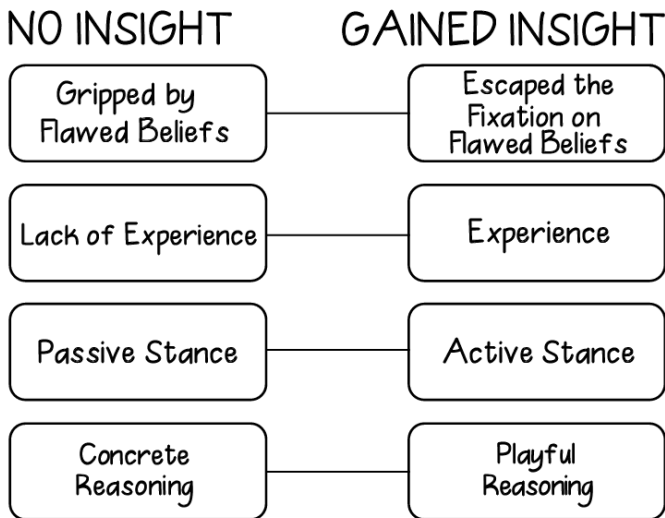 NO INSIGHT
GAINED INSIGHT
Gripped by
Flawed Beliefs
Escaped the
Fixation on
Flawed Beliefs
Lack of Experience
Experience
Passive Stance
Active Stance
Concrete
Reasoning
Playful
Reasoning